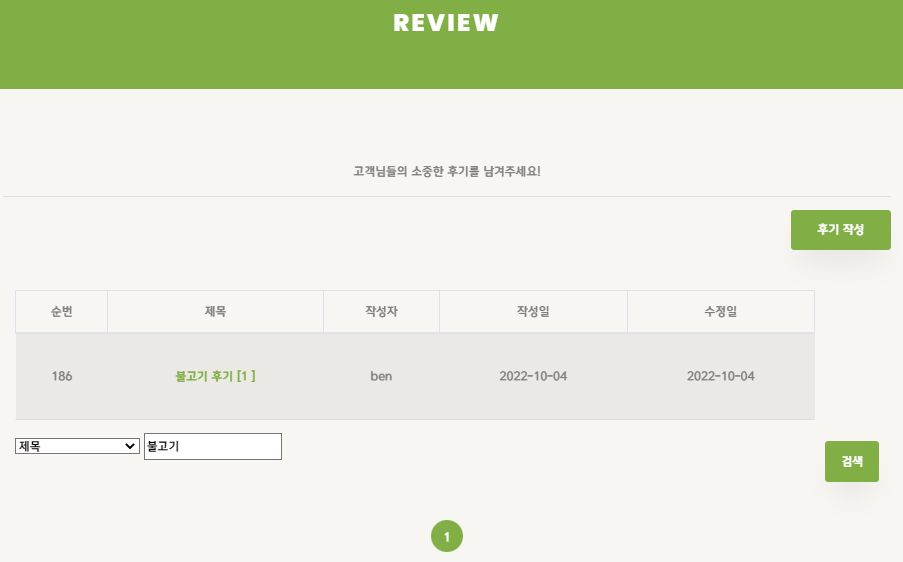 REVIEW
고객님들의 소중한 후기를 남겨주세요!
후기 작성
순번 제목 작성자 작성일 수정일
186 불고기 후기 [1 ] ben 2022-10-04 2022-10-04
제목 불고기
검색
1